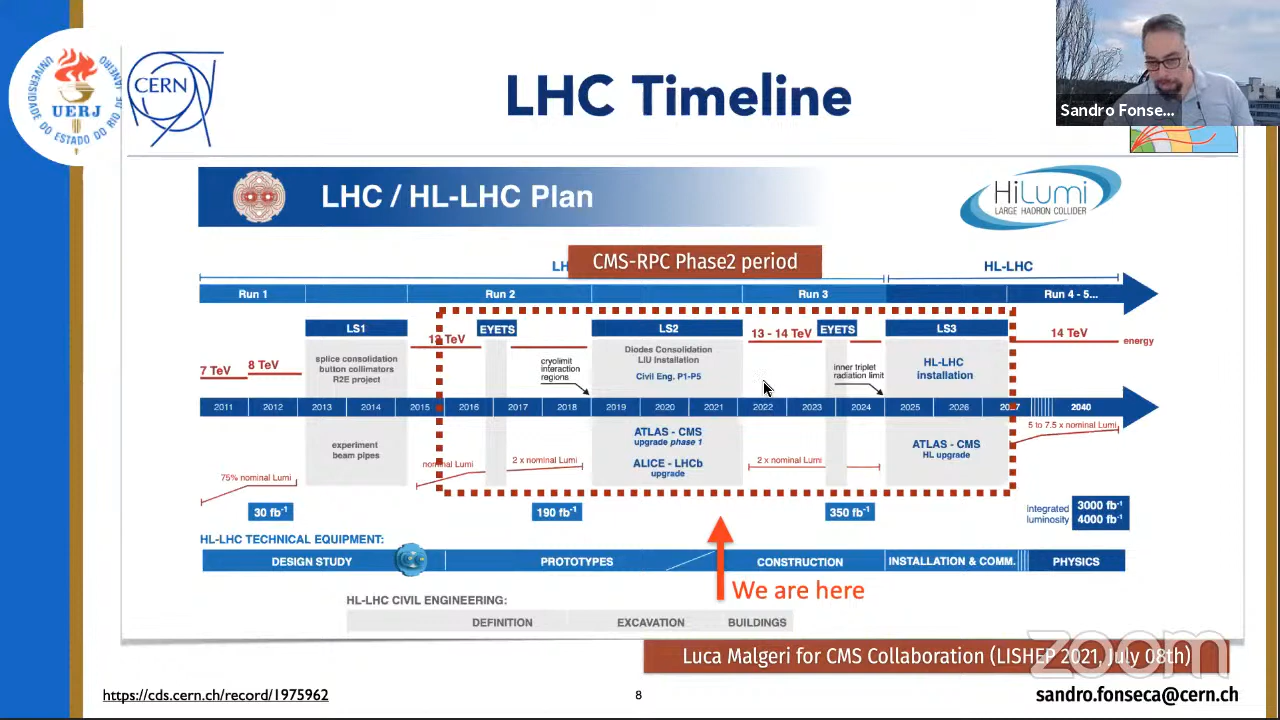 LHC Timeline
Sandro Fonse...
UNIVERSIDADE DO ESTADO DO RIO DE JANEIRO
UERJ
CERN
LHC / HL-LHC Plan
HiLumi
LARGE HADRON COLLIDER
CMS-RPC Phase2 period
HL-LHC
Run 1
Run 2
Run 3
Run 4 - 5...
LS1
EYETS
LS2
EYETS
LS3
7 TeV
8 TeV
13 - 14 TeV
14 TeV
energy
splice consolidation
button collimators
R2E project
cryolimit
interaction
regions
Diodes Consolidation
LIU Installation
Civil Eng. P1-P5
inner triplet
radiation limit
HL-LHC
installation
2011 2012 2013 2014 2015 2016 2017 2018 2019 2020 2021 2022 2023 2024 2025 2026 2040
experiment
beam pipes
75% nominal Lumi
nominal Lumi
2 x nominal Lumi
ATLAS - CMS
upgrade phase 1
ALICE - LHCb
upgrade
2 x nominal Lumi
ATLAS - CMS
HL upgrade
5 to 7.5 x nominal Lumi
30 fb-1
190 fb-1
350 fb-1
integrated
luminosity
3000 fb-1
4000 fb-1
HL-LHC TECHNICAL EQUIPMENT:
DESIGN STUDY
PROTOTYPES
CONSTRUCTION
INSTALLATION & COMM.
PHYSICS
We are here
HL-LHC CIVIL ENGINEERING:
DEFINITION
EXCAVATION
BUILDINGS
Luca Malgeri for CMS Collaboration (LISHEP 2021, July 08th)
zoom
https://cds.cern.ch/record/1975962
8
sandro.fonseca@cern.ch